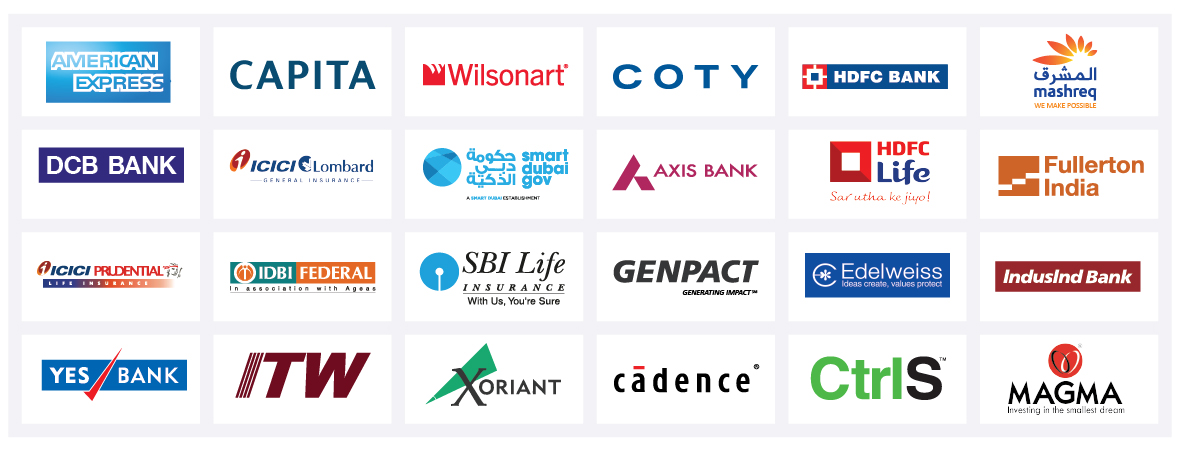 AMERICAN
EXPRESS
CAPITA
Wilsonart®
COTY
HDFC BANK
المشرق
mashreq
WE MAKE POSSIBLE
DCB BANK
ICICI Lombard
GENERAL INSURANCE
حكومة
دبي
الذكية
smart
dubai
gov
A SMART DUBAI ESTABLISHMENT
AXIS BANK
HDFC
Life
Sar utha ke jiyo!
Fullerton
India
ICICI PRUDENTIAL
LIFE INSURANCE
IDBI FEDERAL
In association with Ageas
SBI Life
INSURANCE
With Us, You're Sure
GENPACT
GENERATING IMPACT℠
Edelweiss
Ideas create, values protect
IndusInd Bank
YES BANK
ITW
XORIANT
cādence®
CtrlS™
MAGMA
Investing in the smallest dream